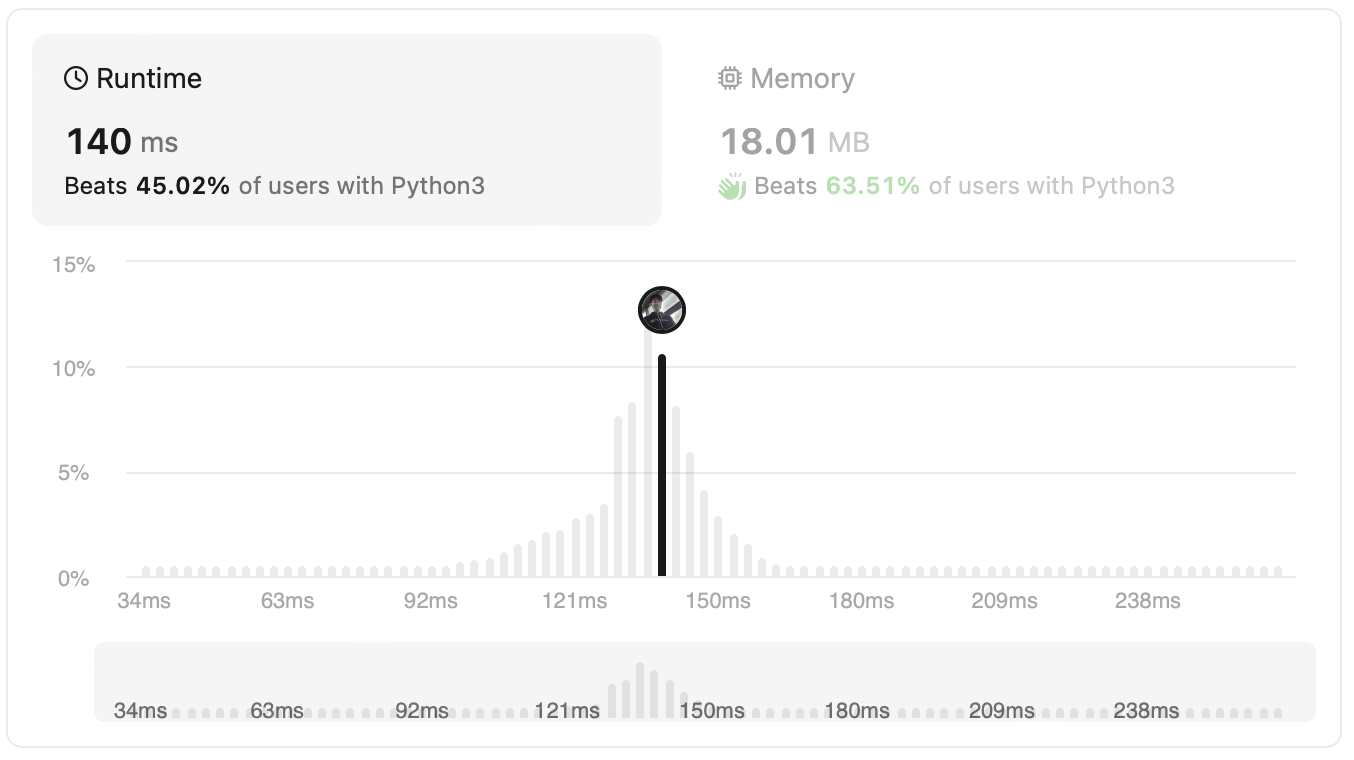 Runtime
140 ms
Beats 45.02% of users with Python3
Memory
18.01 MB
Beats 63.51% of users with Python3
15%
10%
5%
0%
34ms 63ms 92ms 121ms 150ms 180ms 209ms 238ms
34ms 63ms 92ms 121ms 150ms 180ms 209ms 238ms